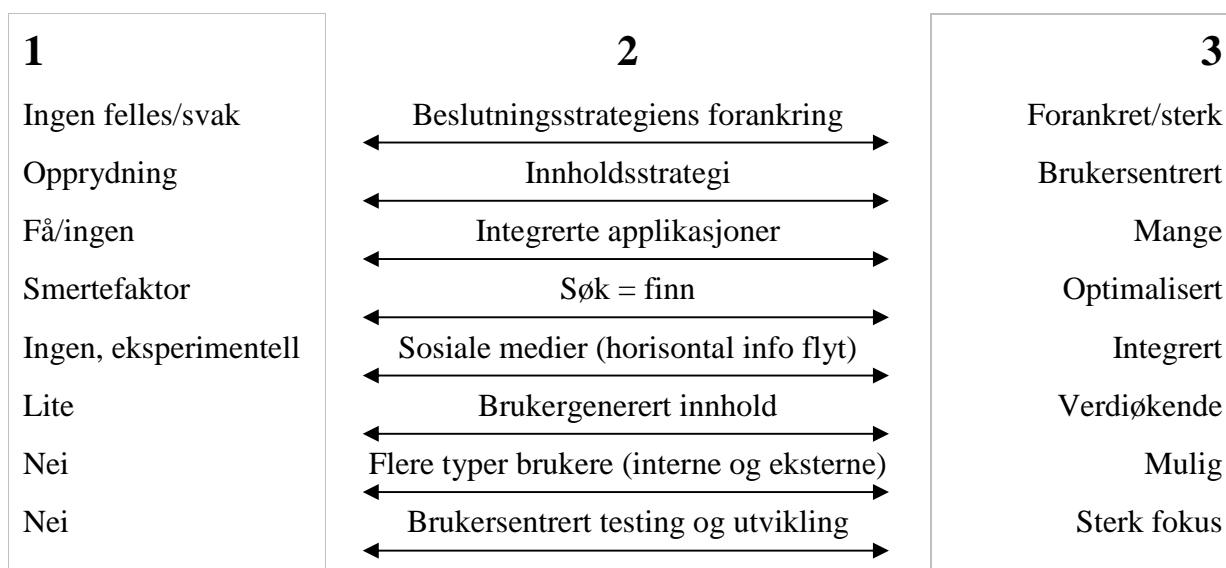 1 2 3
Ingen felles/svak Beslutningsstrategiens forankring Forankret/sterk
Opprydning Innholdsstrategi Brukersentrert
Få/ingen Integrerte applikasjoner Mange
Smertefaktor Søk = finn Optimalisert
Ingen, eksperimentell Sosiale medier (horisontal info flyt) Integrert
Lite Brukergenerert innhold Verdiøkende
Nei Flere typer brukere (interne og eksterne) Mulig
Nei Brukersentrert testing og utvikling Sterk fokus